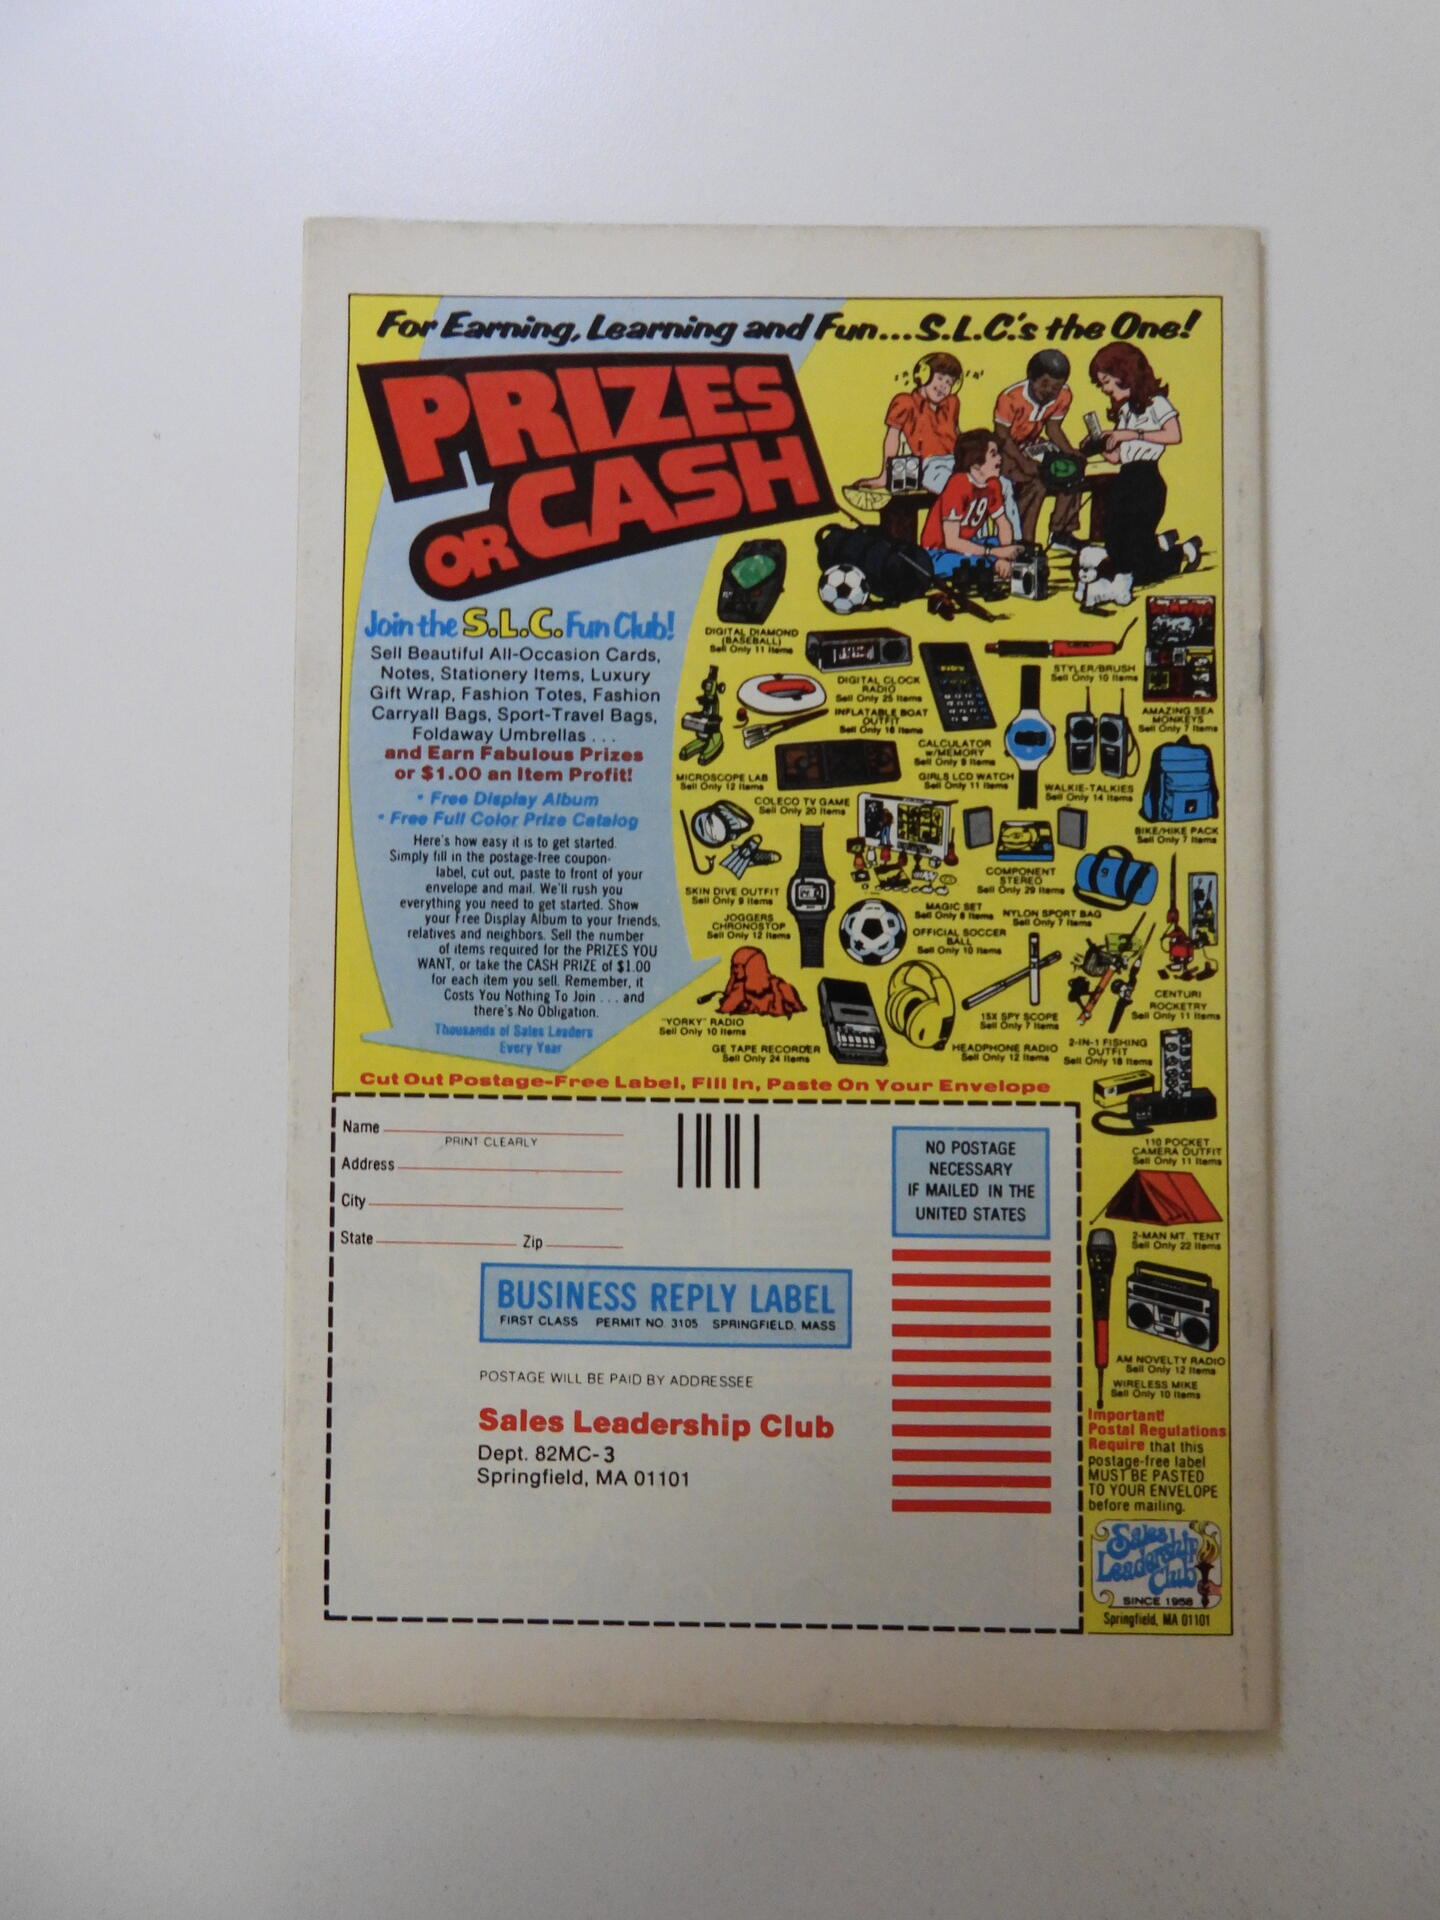 For Earning, Learning and Fun...S.L.C.'s the One!
PRIZES
OR CASH
Join the S.L.C. Fun Club!
Sell Beautiful All-Occasion Cards,
Notes, Stationery Items, Luxury
Gift Wrap, Fashion Totes, Fashion
Carryall Bags, Sport-Travel Bags,
Foldaway Umbrellas . . .
and Earn Fabulous Prizes
or $1.00 an Item Profit!
• Free Display Album
• Free Full Color Prize Catalog
Here's how easy it is to get started.
Simply fill in the postage-free coupon-
label, cut out, paste to front of your
envelope and mail. We'll rush you
everything you need to get started. Show
your Free Display Album to your friends,
relatives and neighbors. Sell the number
of items required for the PRIZES YOU
WANT, or take the CASH PRIZE of $1.00
for each item you sell. Remember, it
Costs You Nothing To Join . . . and
there's No Obligation.
Thousands of Sales Leaders
Every Year
19
DIGITAL DIAMOND
(BASEBALL)
Sell Only 11 Items
DIGITAL CLOCK
RADIO
Sell Only 25 Items
STYLER/BRUSH
Sell Only 10 Items
AMAZING SEA
MONKEYS
Sell Only 7 Items
INFLATABLE BOAT
OUTFIT
Sell Only 16 Items
CALCULATOR
w/MEMORY
Sell Only 9 Items
MICROSCOPE LAB
Sell Only 12 Items
GIRLS LCD WATCH
Sell Only 11 Items
WALKIE-TALKIES
Sell Only 14 Items
COLECO TV GAME
Sell Only 20 Items
BIKE/HIKE PACK
Sell Only 7 Items
SKIN DIVE OUTFIT
Sell Only 9 Items
COMPONENT
STEREO
Sell Only 29 Items
JOGGERS
CHRONOSTOP
Sell Only 12 Items
MAGIC SET
Sell Only 8 Items
NYLON SPORT BAG
Sell Only 7 Items
OFFICIAL SOCCER
BALL
Sell Only 10 Items
CENTURI
ROCKETRY
Sell Only 11 Items
"YORKY" RADIO
Sell Only 10 Items
15X SPY SCOPE
Sell Only 7 Items
GE TAPE RECORDER
Sell Only 24 Items
HEADPHONE RADIO
Sell Only 12 Items
2-IN-1 FISHING
OUTFIT
Sell Only 18 Items
110 POCKET
CAMERA OUTFIT
Sell Only 11 Items
2-MAN MT. TENT
Sell Only 22 Items
AM NOVELTY RADIO
Sell Only 12 Items
WIRELESS MIKE
Sell Only 10 Items
Cut Out Postage-Free Label, Fill In, Paste On Your Envelope
Name
PRINT CLEARLY
Address
City
State Zip
NO POSTAGE
NECESSARY
IF MAILED IN THE
UNITED STATES
BUSINESS REPLY LABEL
FIRST CLASS PERMIT NO. 3105 SPRINGFIELD, MASS
POSTAGE WILL BE PAID BY ADDRESSEE
Sales Leadership Club
Dept. 82MC-3
Springfield, MA 01101
Important!
Postal Regulations
Require that this
postage-free label
MUST BE PASTED
TO YOUR ENVELOPE
before mailing.
Sales
Leadership
Club
SINCE 1958
Springfield, MA 01101